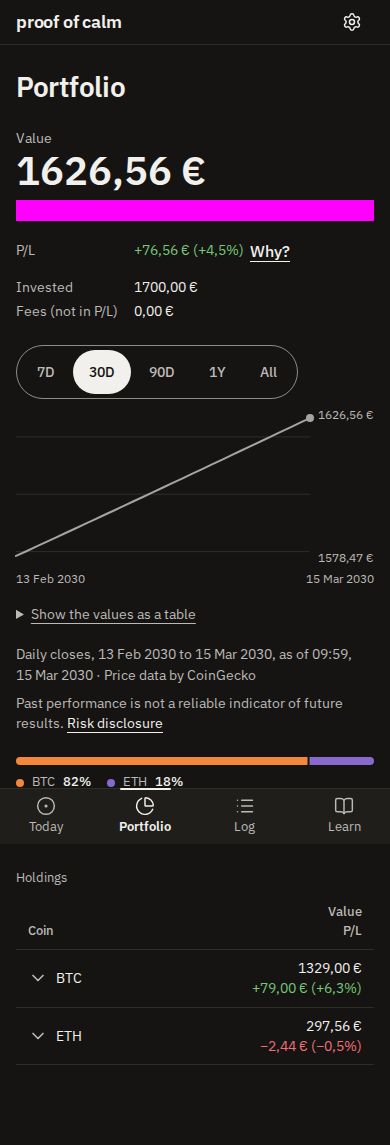 proof of calm
Portfolio
Value
1626,56 €
P/L +76,56 € (+4,5%) Why?
Invested 1700,00 €
Fees (not in P/L) 0,00 €
7D 30D 90D 1Y All
1626,56 €
1578,47 €
13 Feb 2030 15 Mar 2030
Show the values as a table
Daily closes, 13 Feb 2030 to 15 Mar 2030, as of 09:59,
15 Mar 2030 · Price data by CoinGecko
Past performance is not a reliable indicator of future
results. Risk disclosure
BTC 82% ETH 18%
Today Portfolio Log Learn
Holdings
Value
Coin P/L
BTC 1329,00 €
+79,00 € (+6,3%)
ETH 297,56 €
−2,44 € (−0,5%)